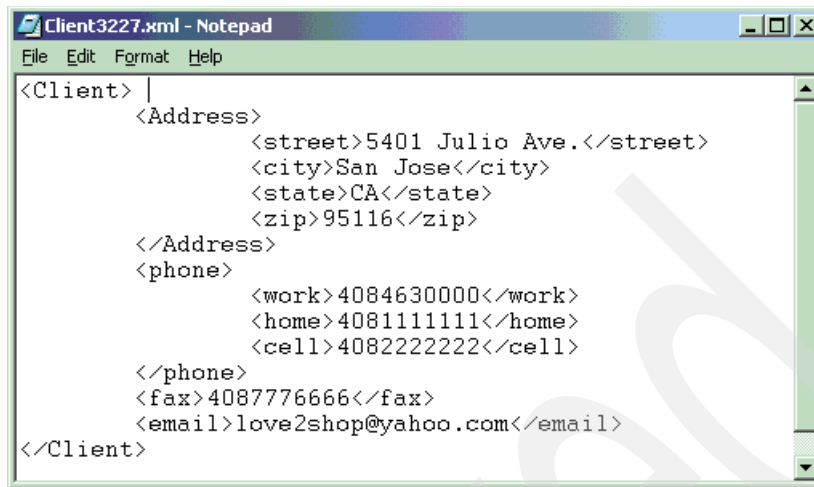 Client3227.xml - Notepad
File Edit Format Help
<Client>
<Address>
<street>5401 Julio Ave.</street>
<city>San Jose</city>
<state>CA</state>
<zip>95116</zip>
</Address>
<phone>
<work>4084630000</work>
<home>4081111111</home>
<cell>4082222222</cell>
</phone>
<fax>4087776666</fax>
<email>love2shop@yahoo.com</email>
</Client>